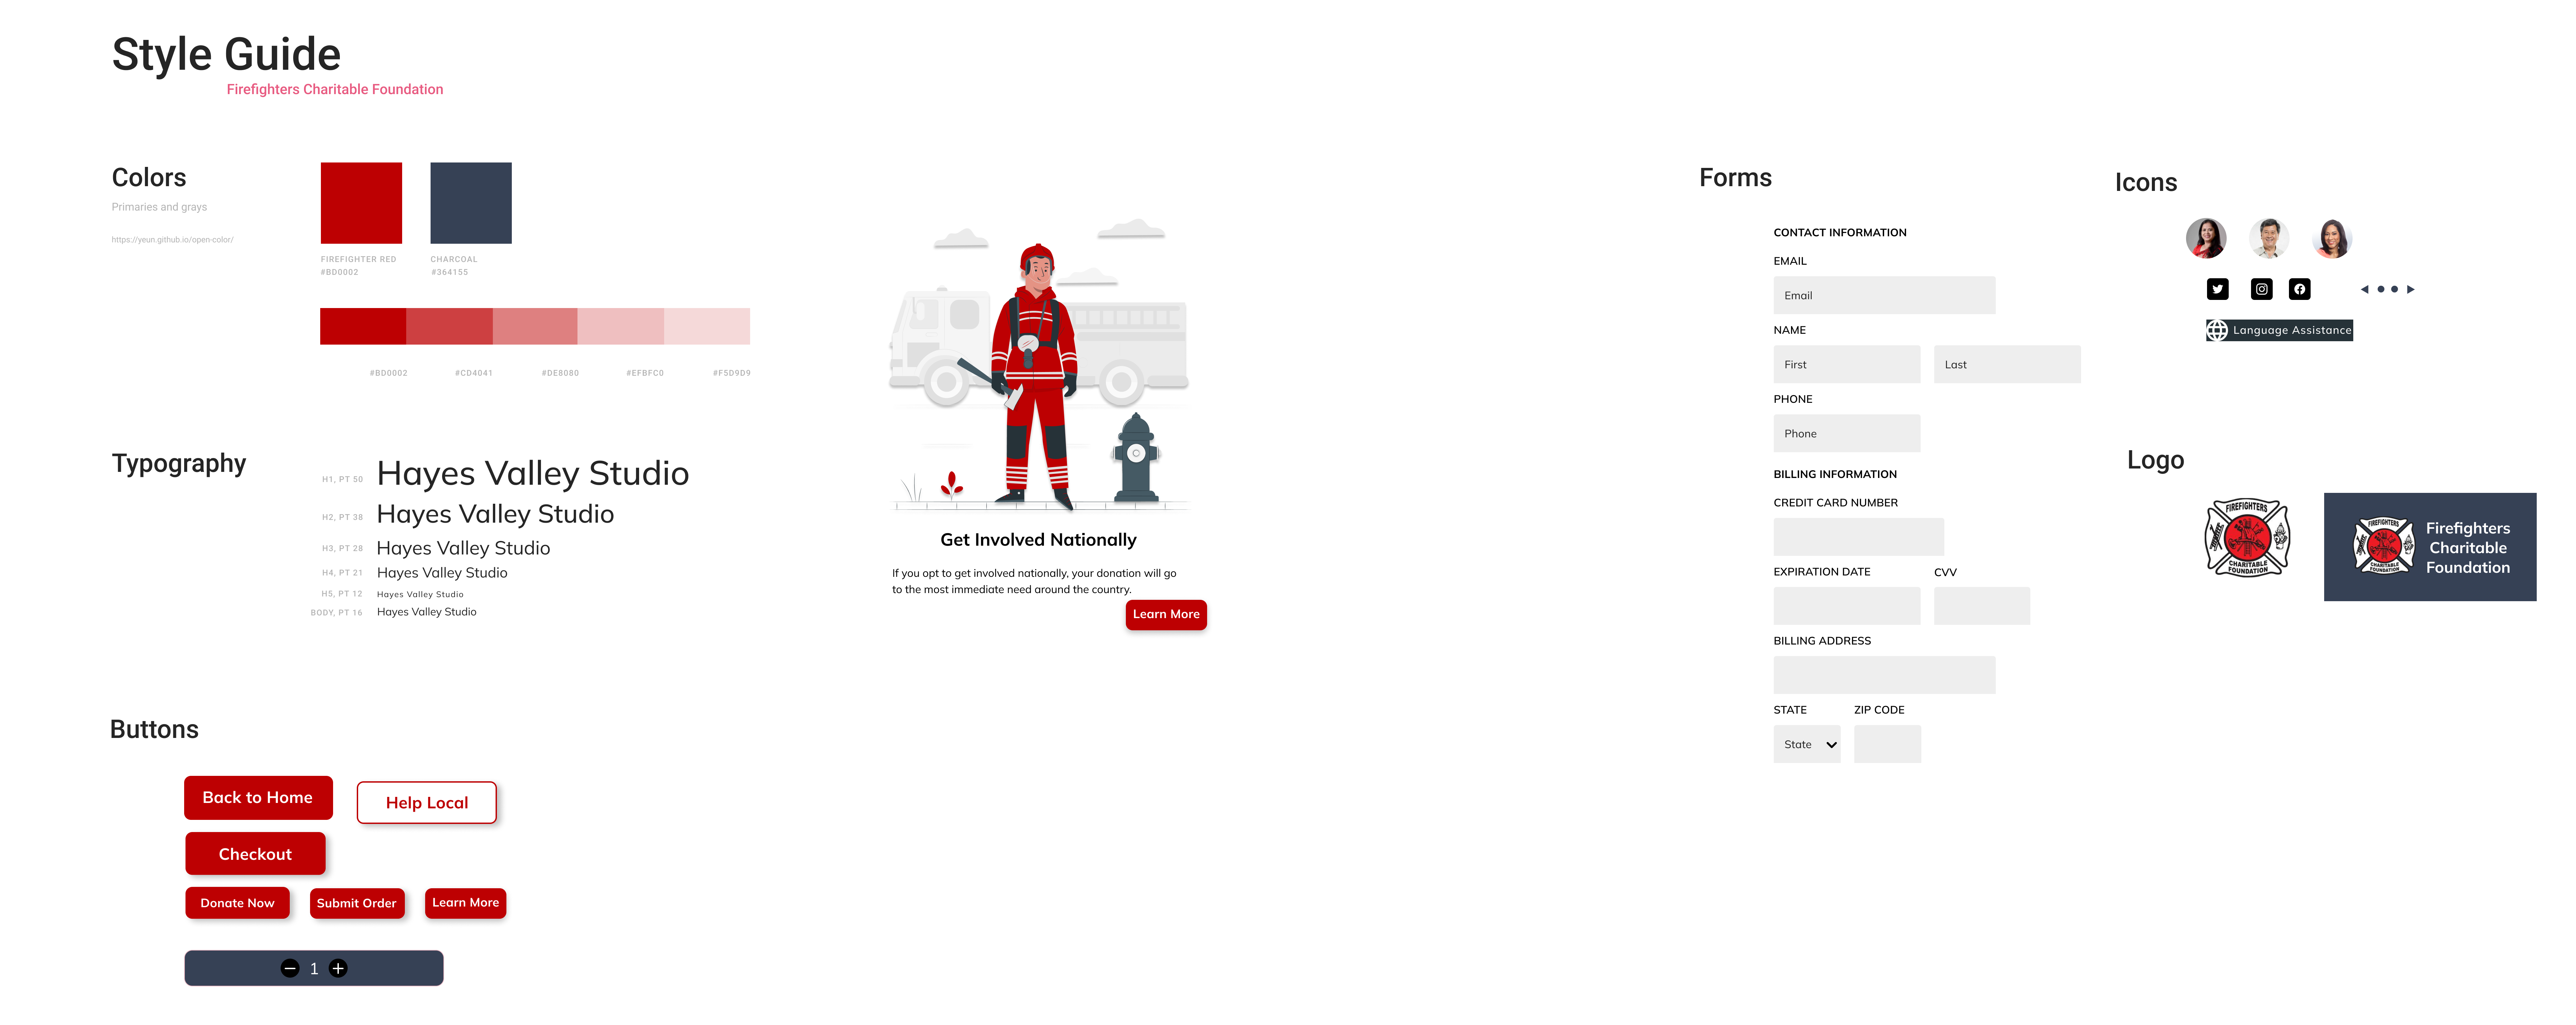 Style Guide
Firefighters Charitable Foundation
Colors
Primaries and grays
https://yeun.github.io/open-color/
FIREFIGHTER RED
#BD0002
CHARCOAL
#364155
#BD0002
#CD4041
#DE8080
#EFBFC0
#F5D9D9
Typography
H1, PT 50
Hayes Valley Studio
H2, PT 38
Hayes Valley Studio
H3, PT 28
Hayes Valley Studio
H4, PT 21
Hayes Valley Studio
H5, PT 12
Hayes Valley Studio
BODY, PT 16
Hayes Valley Studio
Buttons
Back to Home
Help Local
Checkout
Donate Now
Submit Order
Learn More
1
Get Involved Nationally
If you opt to get involved nationally, your donation will go
to the most immediate need around the country.
Learn More
Forms
CONTACT INFORMATION
EMAIL
Email
NAME
First
Last
PHONE
Phone
BILLING INFORMATION
CREDIT CARD NUMBER
EXPIRATION DATE
CVV
BILLING ADDRESS
STATE
ZIP CODE
State
Icons
Language Assistance
Logo
FIREFIGHTERS
CHARITABLE
FOUNDATION
FIREFIGHTERS
CHARITABLE
FOUNDATION
Firefighters
Charitable
Foundation